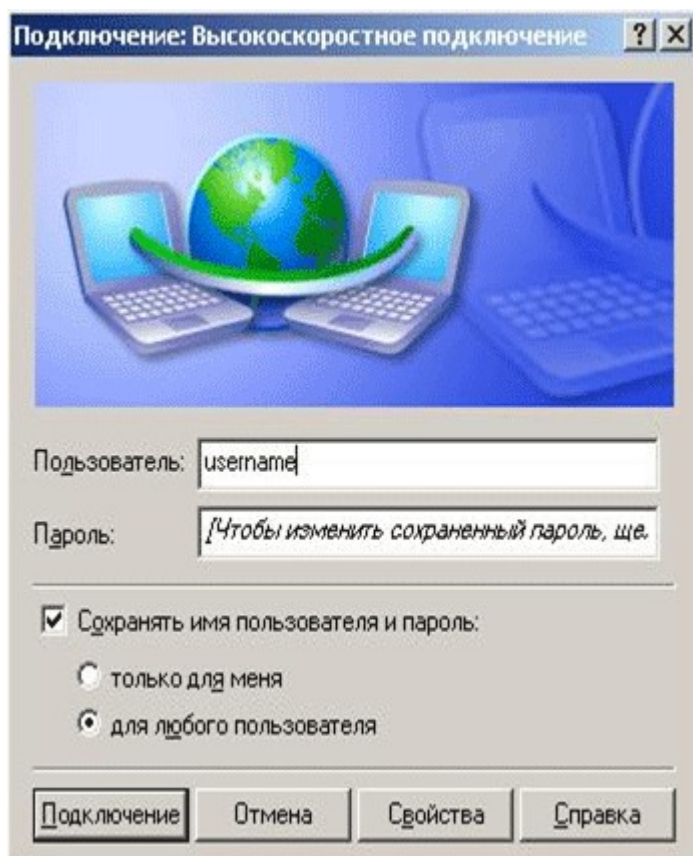 Подключение: Высокоскоростное подключение
Пользователь: username
Пароль: [Чтобы изменить сохраненный пароль, ще
Сохранять имя пользователя и пароль:
только для меня
для любого пользователя
Подключение Отмена Свойства Справка